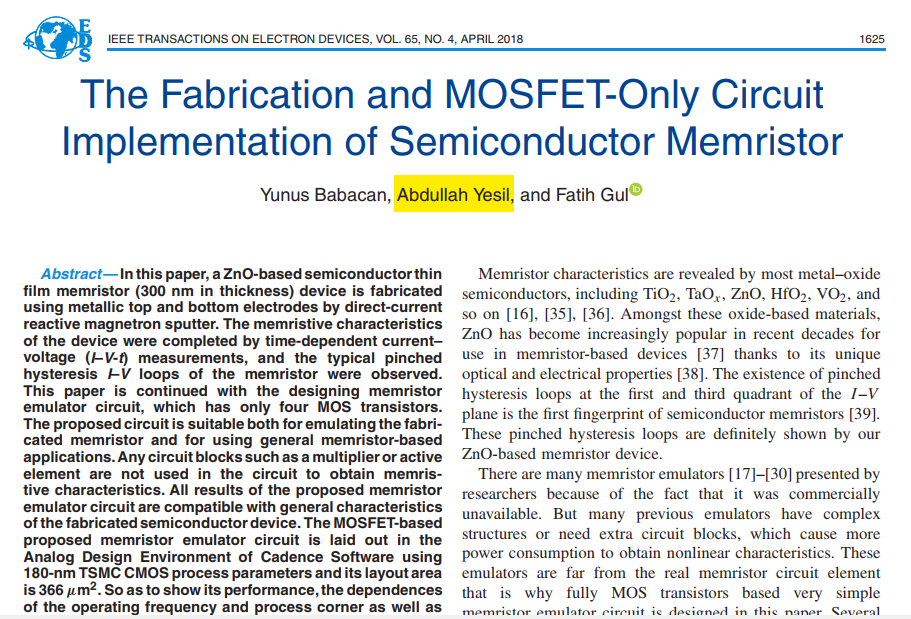 EDS
IEEE TRANSACTIONS ON ELECTRON DEVICES, VOL. 65, NO. 4, APRIL 2018
1625
The Fabrication and MOSFET-Only Circuit
Implementation of Semiconductor Memristor
Yunus Babacan, Abdullah Yesil, and Fatih Gul iD
Abstract—In this paper, a ZnO-based semiconductor thin
film memristor (300 nm in thickness) device is fabricated
using metallic top and bottom electrodes by direct-current
reactive magnetron sputter. The memristive characteristics
of the device were completed by time-dependent current–
voltage (I–V-t) measurements, and the typical pinched
hysteresis I–V loops of the memristor were observed.
This paper is continued with the designing memristor
emulator circuit, which has only four MOS transistors.
The proposed circuit is suitable both for emulating the fabri-
cated memristor and for using general memristor-based
applications. Any circuit blocks such as a multiplier or active
element are not used in the circuit to obtain memris-
tive characteristics. All results of the proposed memristor
emulator circuit are compatible with general characteristics
of the fabricated semiconductor device. The MOSFET-based
proposed memristor emulator circuit is laid out in the
Analog Design Environment of Cadence Software using
180-nm TSMC CMOS process parameters and its layout area
is 366 μm². So as to show its performance, the dependences
of the operating frequency and process corner as well as
Memristor characteristics are revealed by most metal–oxide
semiconductors, including TiO₂, TaOₓ, ZnO, HfO₂, VO₂, and
so on [16], [35], [36]. Amongst these oxide-based materials,
ZnO has become increasingly popular in recent decades for
use in memristor-based devices [37] thanks to its unique
optical and electrical properties [38]. The existence of pinched
hysteresis loops at the first and third quadrant of the I–V
plane is the first fingerprint of semiconductor memristors [39].
These pinched hysteresis loops are definitely shown by our
ZnO-based memristor device.
There are many memristor emulators [17]–[30] presented by
researchers because of the fact that it was commercially
unavailable. But many previous emulators have complex
structures or need extra circuit blocks, which cause more
power consumption to obtain nonlinear characteristics. These
emulators are far from the real memristor circuit element
that is why fully MOS transistors based very simple
memristor emulator circuit is designed in this paper. Several